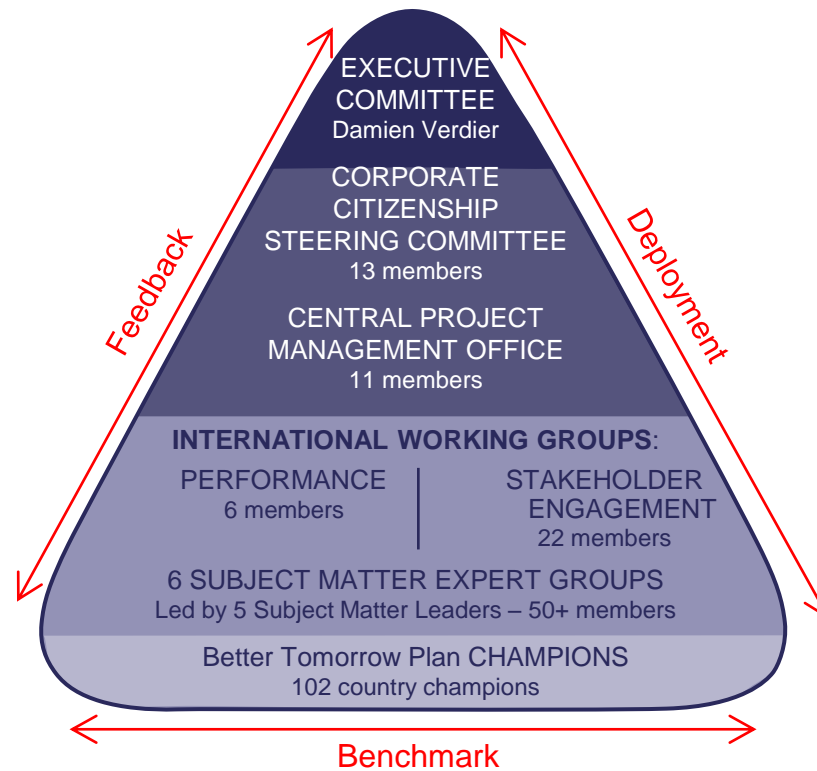 EXECUTIVE
COMMITTEE
Damien Verdier
CORPORATE
CITIZENSHIP
STEERING COMMITTEE
13 members
CENTRAL PROJECT
MANAGEMENT OFFICE
11 members
INTERNATIONAL WORKING GROUPS:
PERFORMANCE
6 members
STAKEHOLDER
ENGAGEMENT
22 members
6 SUBJECT MATTER EXPERT GROUPS
Led by 5 Subject Matter Leaders – 50+ members
Better Tomorrow Plan CHAMPIONS
102 country champions
Feedback
Deployment
Benchmark